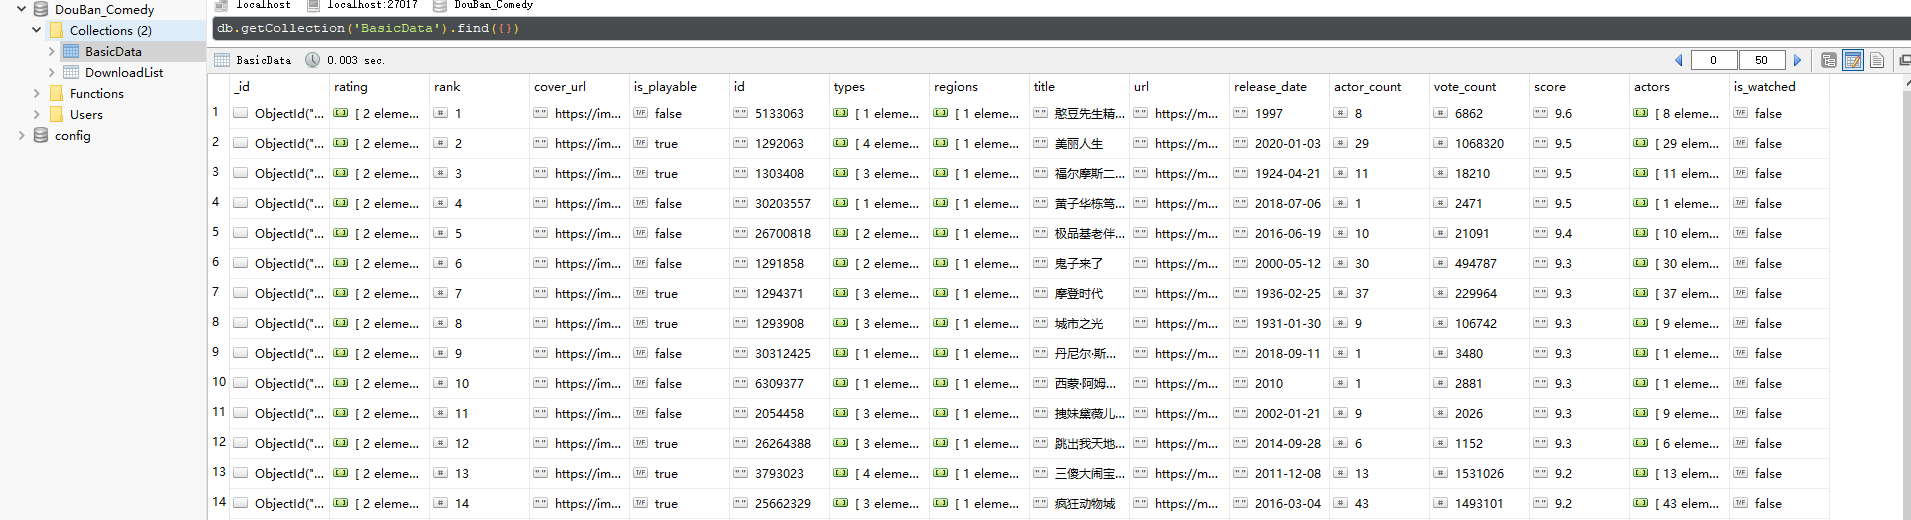 DouBan_Comedy
Collections (2)
BasicData
DownloadList
Functions
Users
config
localhost localhost:27017 DouBan_Comedy
db.getCollection('BasicData').find({})
BasicData 0.003 sec. 0 50
_id rating rank cover_url is_playable id types regions title url release_date actor_count vote_count score actors is_watched
1 ObjectId("... [ 2 eleme... # 1 "" https://im... T/F false "" 5133063 [ 1 eleme... [ 1 eleme... "" 憨豆先生精... "" https://m... "" 1997 # 8 # 6862 "" 9.6 [ 8 elem... T/F false
2 ObjectId("... [ 2 eleme... # 2 "" https://im... T/F true "" 1292063 [ 4 eleme... [ 1 eleme... "" 美丽人生 "" https://m... "" 2020-01-03 # 29 # 1068320 "" 9.5 [ 29 elem... T/F false
3 ObjectId("... [ 2 eleme... # 3 "" https://im... T/F true "" 1303408 [ 3 eleme... [ 1 eleme... "" 福尔摩斯二... "" https://m... "" 1924-04-21 # 11 # 18210 "" 9.5 [ 11 elem... T/F false
4 ObjectId("... [ 2 eleme... # 4 "" https://im... T/F false "" 30203557 [ 1 eleme... [ 1 eleme... "" 黄子华栋笃... "" https://m... "" 2018-07-06 # 1 # 2471 "" 9.5 [ 1 elem... T/F false
5 ObjectId("... [ 2 eleme... # 5 "" https://im... T/F false "" 26700818 [ 2 eleme... [ 1 eleme... "" 极品基老伴... "" https://m... "" 2016-06-19 # 10 # 21091 "" 9.4 [ 10 elem... T/F false
6 ObjectId("... [ 2 eleme... # 6 "" https://im... T/F false "" 1291858 [ 2 eleme... [ 1 eleme... "" 鬼子来了 "" https://m... "" 2000-05-12 # 30 # 494787 "" 9.3 [ 30 elem... T/F false
7 ObjectId("... [ 2 eleme... # 7 "" https://im... T/F true "" 1294371 [ 3 eleme... [ 1 eleme... "" 摩登时代 "" https://m... "" 1936-02-25 # 37 # 229964 "" 9.3 [ 37 elem... T/F false
8 ObjectId("... [ 2 eleme... # 8 "" https://im... T/F true "" 1293908 [ 3 eleme... [ 1 eleme... "" 城市之光 "" https://m... "" 1931-01-30 # 9 # 106742 "" 9.3 [ 9 elem... T/F false
9 ObjectId("... [ 2 eleme... # 9 "" https://im... T/F false "" 30312425 [ 1 eleme... [ 1 eleme... "" 丹尼尔·斯... "" https://m... "" 2018-09-11 # 1 # 3480 "" 9.3 [ 1 elem... T/F false
10 ObjectId("... [ 2 eleme... # 10 "" https://im... T/F false "" 6309377 [ 1 eleme... [ 1 eleme... "" 西蒙·阿姆... "" https://m... "" 2010 # 1 # 2881 "" 9.3 [ 1 elem... T/F false
11 ObjectId("... [ 2 eleme... # 11 "" https://im... T/F false "" 2054458 [ 3 eleme... [ 1 eleme... "" 拽妹黛薇儿... "" https://m... "" 2002-01-21 # 9 # 2026 "" 9.3 [ 9 elem... T/F false
12 ObjectId("... [ 2 eleme... # 12 "" https://im... T/F true "" 26264388 [ 3 eleme... [ 1 eleme... "" 跳出我天地... "" https://m... "" 2014-09-28 # 6 # 1152 "" 9.3 [ 6 elem... T/F false
13 ObjectId("... [ 2 eleme... # 13 "" https://im... T/F true "" 3793023 [ 4 eleme... [ 1 eleme... "" 三傻大闹宝... "" https://m... "" 2011-12-08 # 13 # 1531026 "" 9.2 [ 13 elem... T/F false
14 ObjectId("... [ 2 eleme... # 14 "" https://im... T/F true "" 25662329 [ 3 eleme... [ 1 eleme... "" 疯狂动物城 "" https://m... "" 2016-03-04 # 43 # 1493101 "" 9.2 [ 43 elem... T/F false